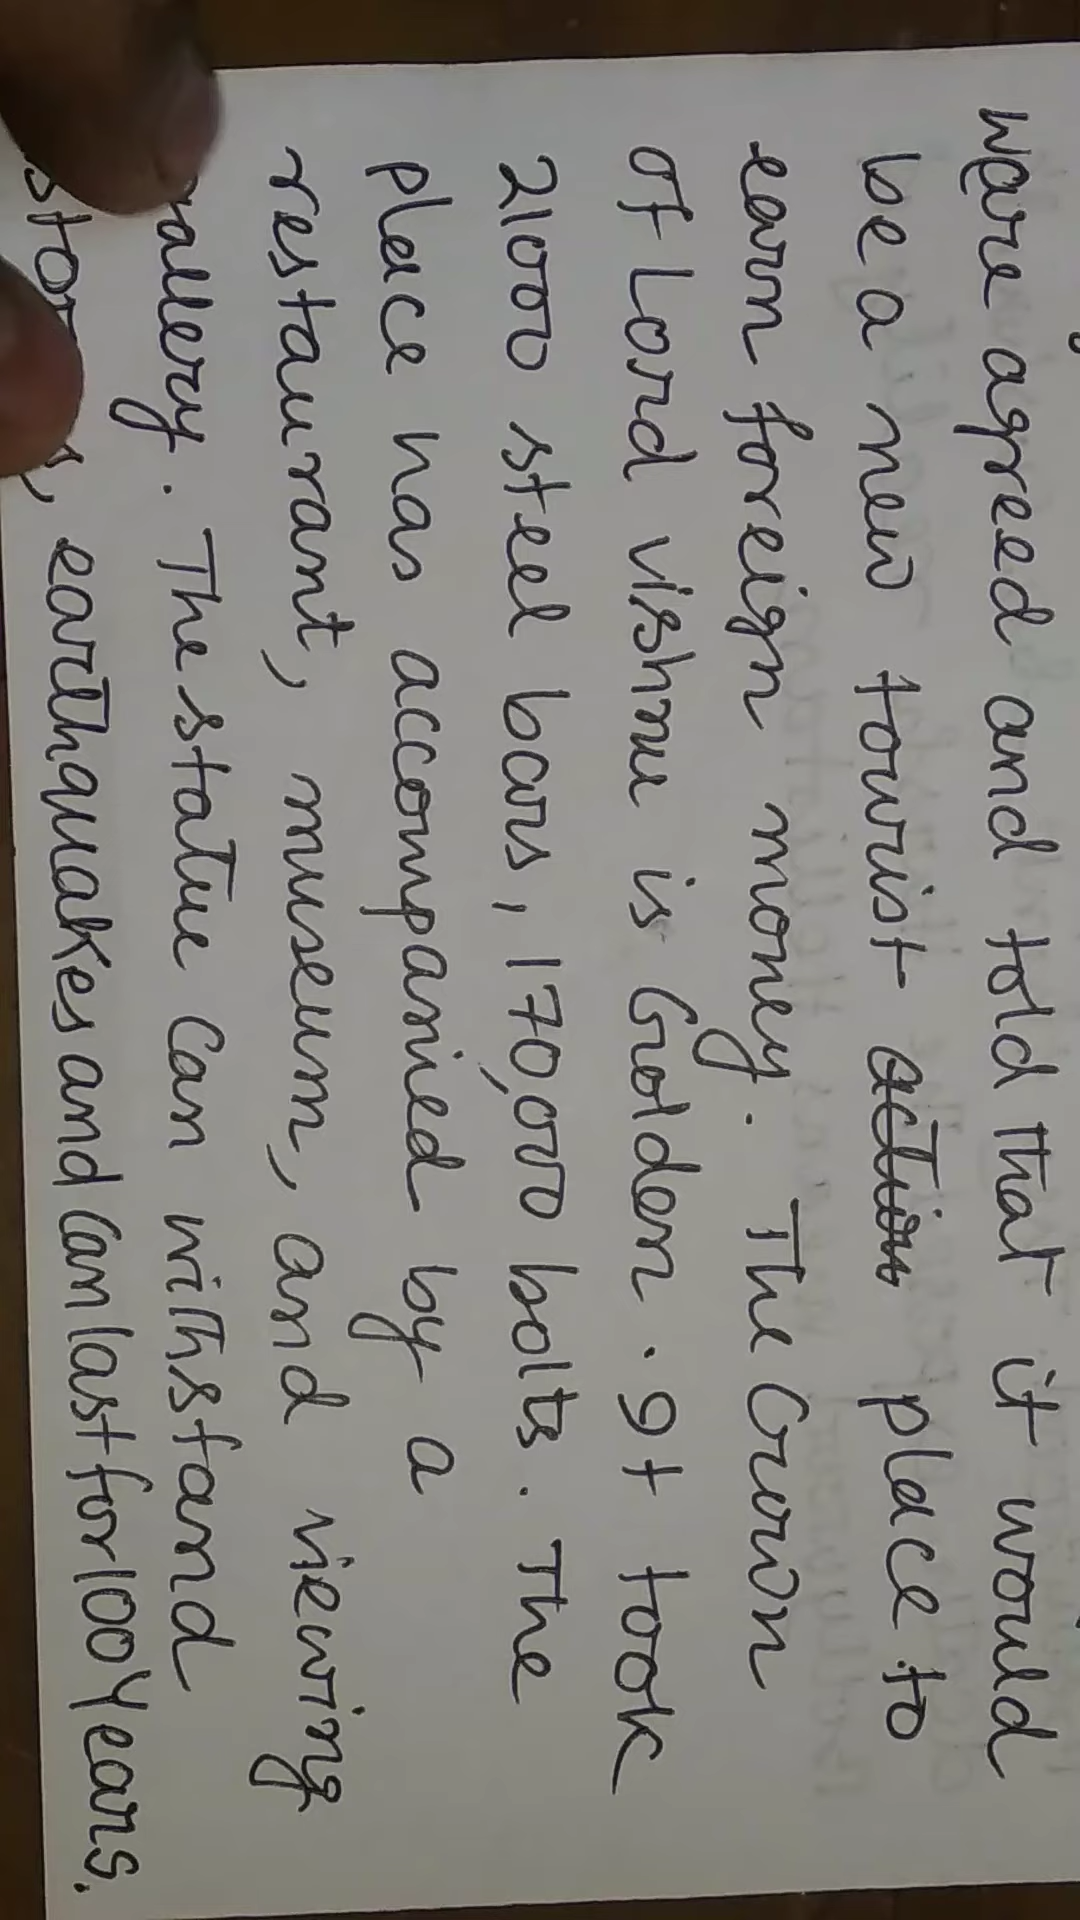 were agreed and told that it would
be a new tourist place to
earn foreign money. The Crown
of Lord vishnu is Golden. It took
21000 steel bars, 170,000 bolts. The
place has accompanied by a
restaurant, museum, and viewing
The statue can withstand
earthquakes and can last for 100 Years.